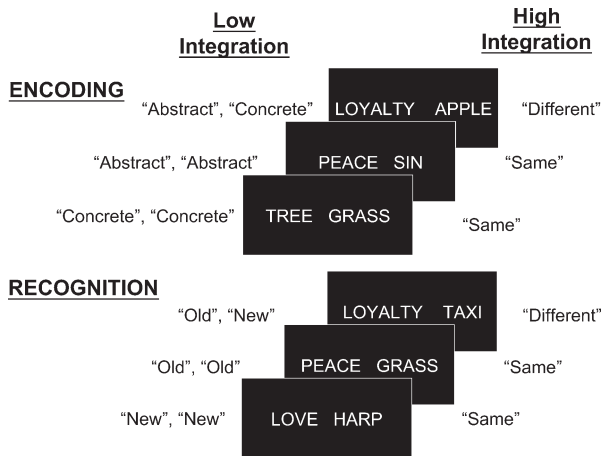 Low Integration
High Integration
ENCODING
“Abstract”, “Concrete” LOYALTY APPLE “Different”
“Abstract”, “Abstract” PEACE SIN “Same”
“Concrete”, “Concrete” TREE GRASS “Same”
RECOGNITION
“Old”, “New” LOYALTY TAXI “Different”
“Old”, “Old” PEACE GRASS “Same”
“New”, “New” LOVE HARP “Same”